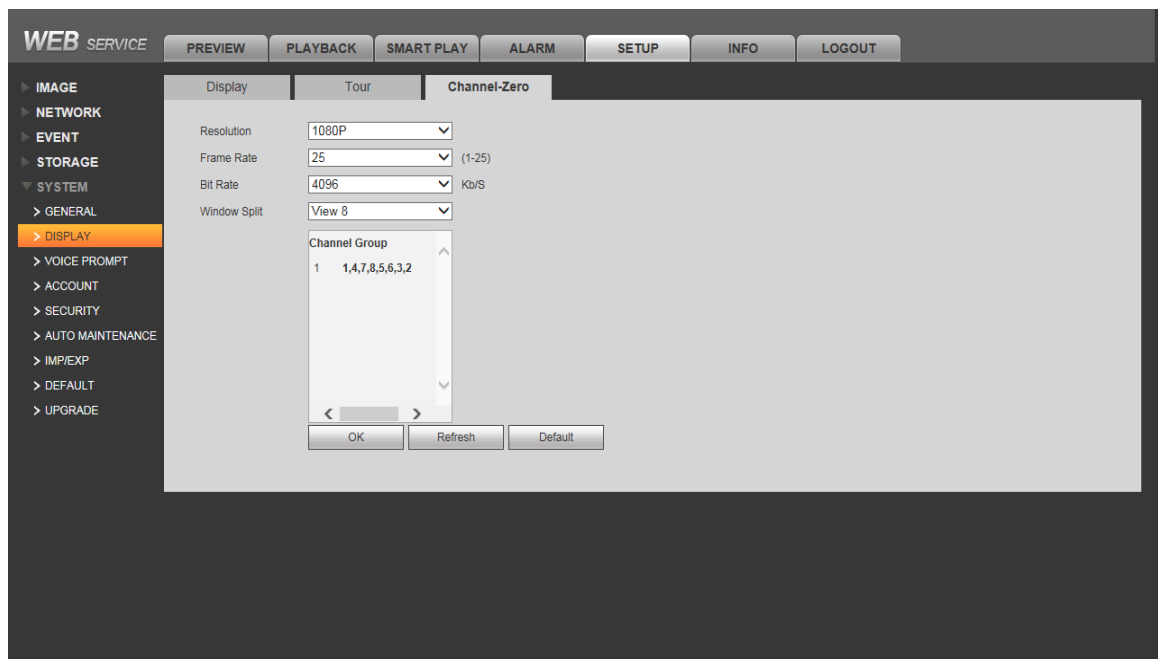 WEB SERVICE
PREVIEW PLAYBACK SMART PLAY ALARM SETUP INFO LOGOUT
IMAGE
NETWORK
EVENT
STORAGE
SYSTEM
> GENERAL
> DISPLAY
> VOICE PROMPT
> ACCOUNT
> SECURITY
> AUTO MAINTENANCE
> IMP/EXP
> DEFAULT
> UPGRADE
Display Tour Channel-Zero
Resolution 1080P
Frame Rate 25 (1-25)
Bit Rate 4096 Kb/S
Window Split View 8
Channel Group
1 1,4,7,8,5,6,3,2
OK Refresh Default